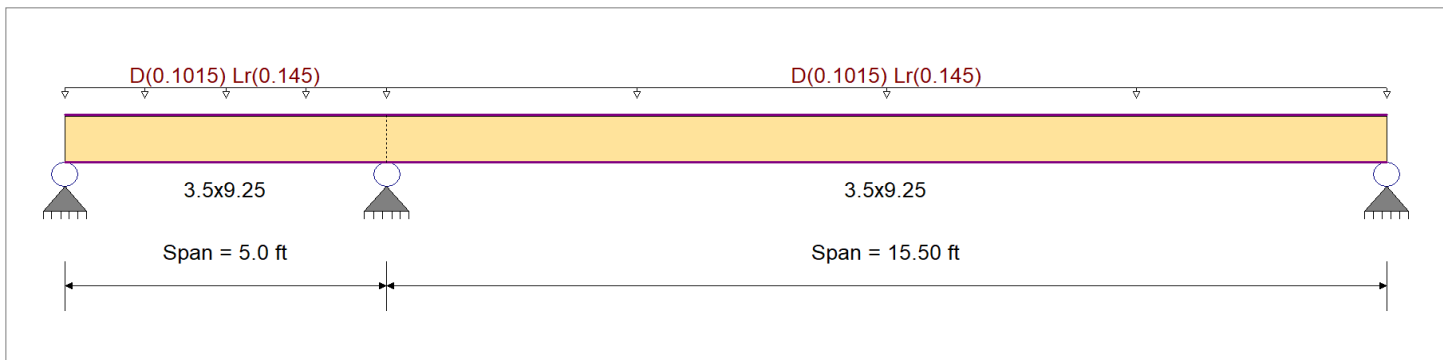 D(0.1015) Lr(0.145) D(0.1015) Lr(0.145)
3.5x9.25 3.5x9.25
Span = 5.0 ft Span = 15.50 ft